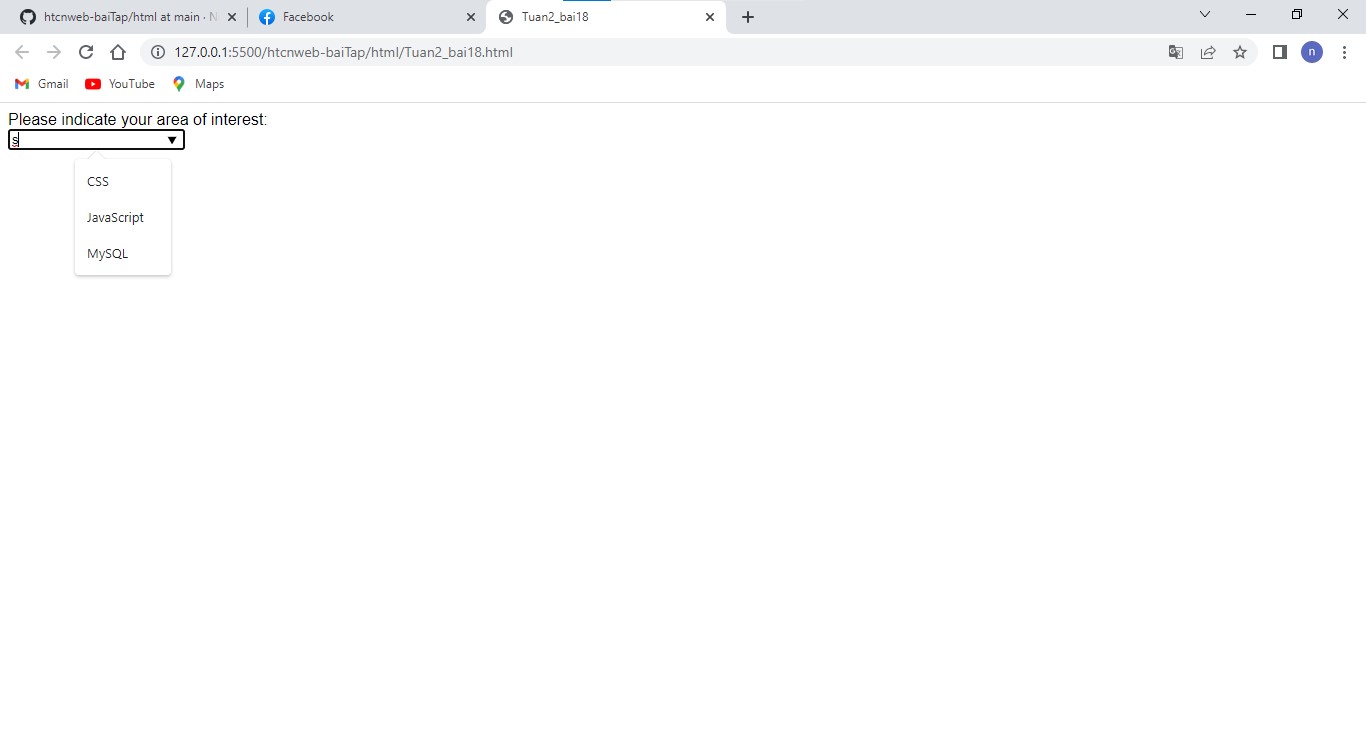 htcnweb-baiTap/html at main · N
Facebook
Tuan2_bai18
127.0.0.1:5500/htcnweb-baiTap/html/Tuan2_bai18.html
n
Gmail
YouTube
Maps
Please indicate your area of interest:
s
CSS
JavaScript
MySQL